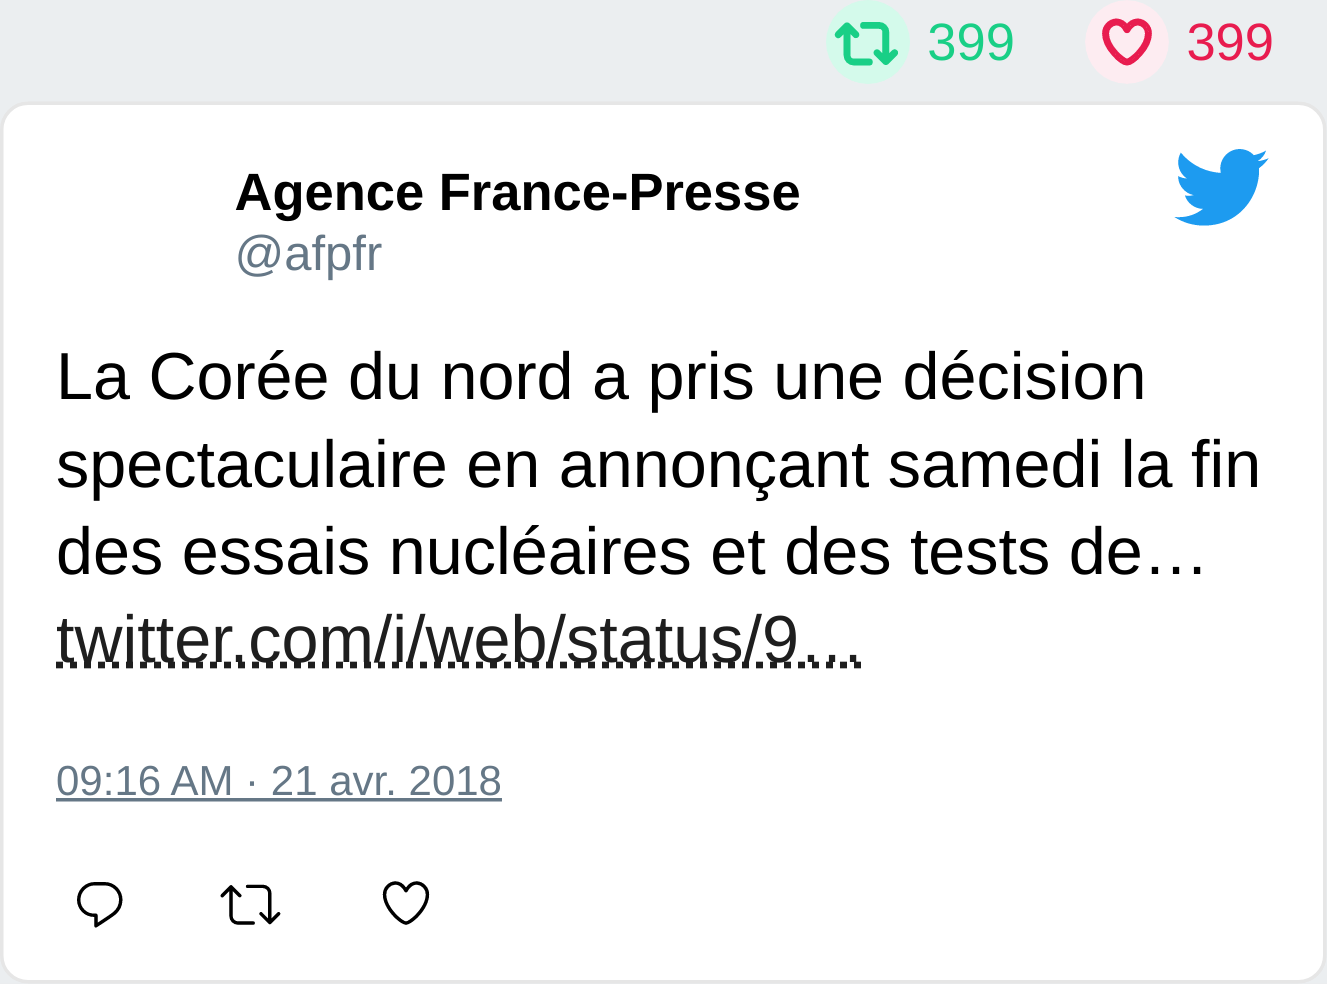 399 399
Agence France-Presse
@afpfr
La Corée du nord a pris une décision
spectaculaire en annonçant samedi la fin
des essais nucléaires et des tests de…
twitter.com/i/web/status/9…
09:16 AM · 21 avr. 2018